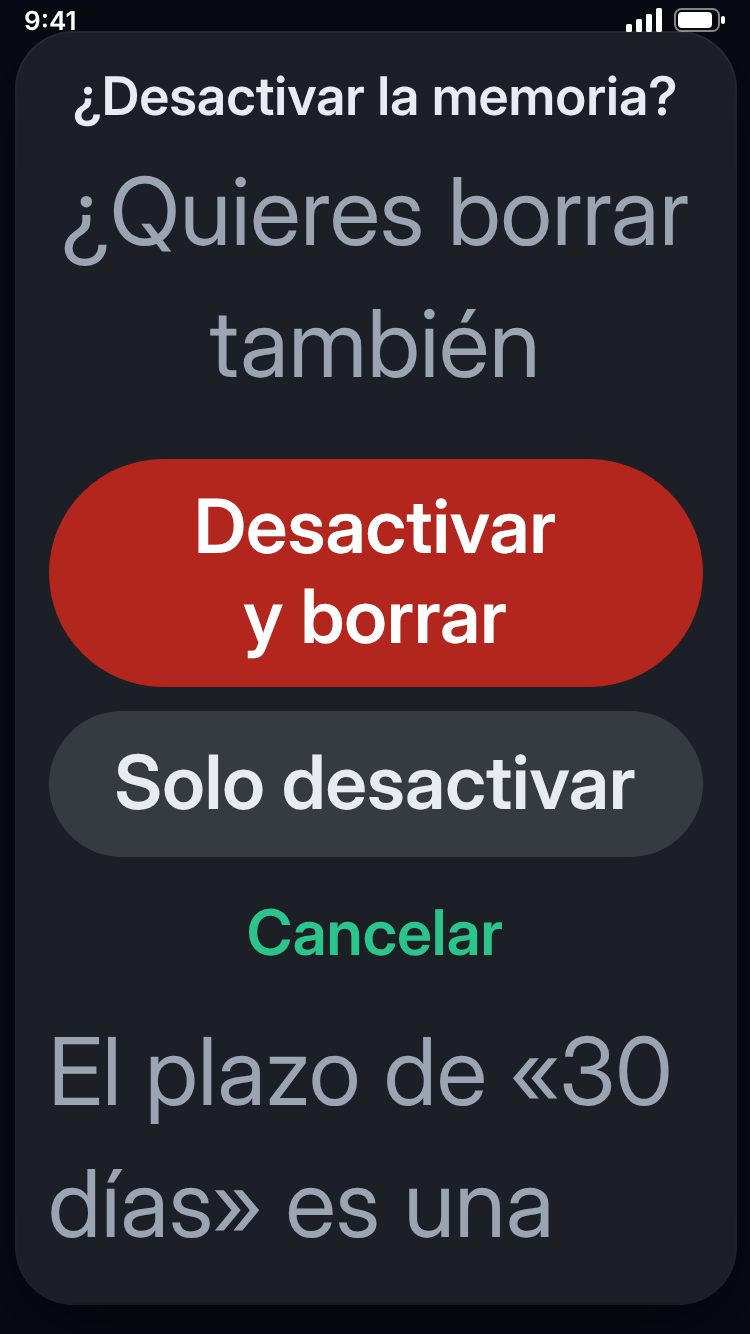 9:41
¿Desactivar la memoria?
¿Quieres borrar
también
Desactivar
y borrar
Solo desactivar
Cancelar
El plazo de «30
días» es una